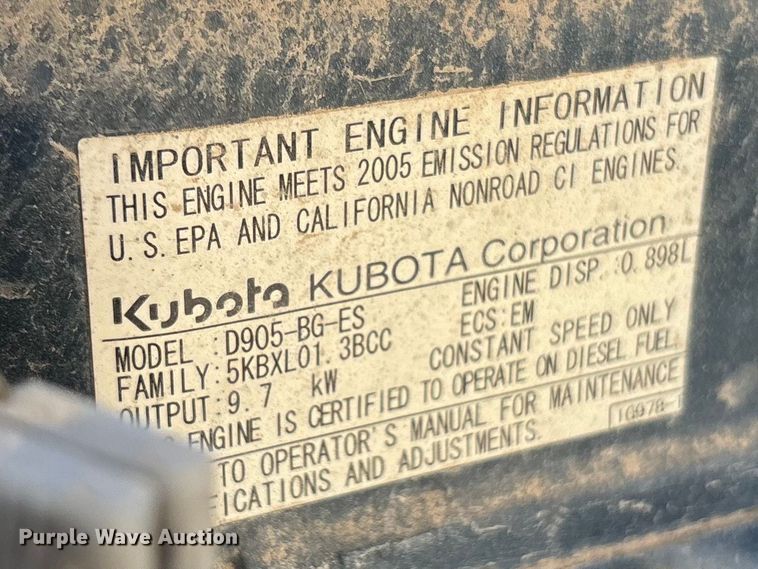 IMPORTANT ENGINE INFORMATION
THIS ENGINE MEETS 2005 EMISSION REGULATIONS FOR
U.S. EPA AND CALIFORNIA NONROAD CI ENGINES.
Kubota KUBOTA Corporation
MODEL :D905-BG-ES ENGINE DISP.:0.898L
FAMILY:5KBXL01.3BCC ECS:EM
OUTPUT:9.7 kW CONSTANT SPEED ONLY
ENGINE IS CERTIFIED TO OPERATE ON DIESEL FUEL.
TO OPERATOR'S MANUAL FOR MAINTENANCE
ICATIONS AND ADJUSTMENTS.
Purple Wave Auction